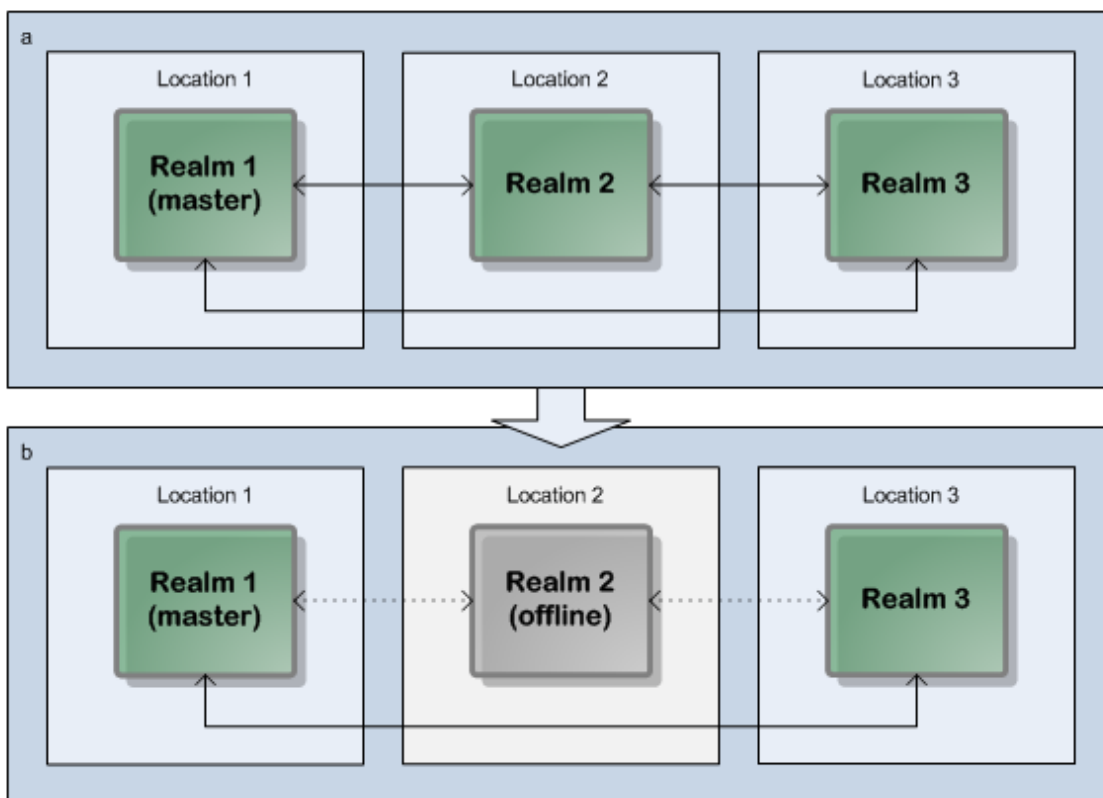 a
Location 1
Location 2
Location 3
Realm 1
(master)
Realm 2
Realm 3
b
Location 1
Location 2
Location 3
Realm 1
(master)
Realm 2
(offline)
Realm 3